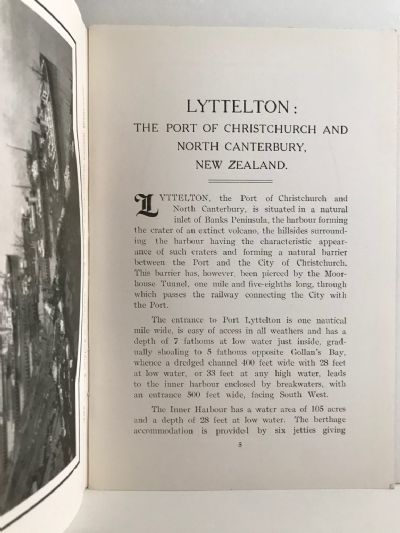 LYTTELTON:
THE PORT OF CHRISTCHURCH AND
NORTH CANTERBURY,
NEW ZEALAND.
LYTTELTON, the Port of Christchurch and
North Canterbury, is situated in a natural
inlet of Banks Peninsula, the harbour forming
the crater of an extinct volcano, the hillsides surround-
ing the harbour having the characteristic appear-
ance of such craters and forming a natural barrier
between the Port and the City of Christchurch.
This barrier has, however, been pierced by the Moor-
house Tunnel, one mile and five-eighths long, through
which passes the railway connecting the City with
the Port.
The entrance to Port Lyttelton is one nautical
mile wide, is easy of access in all weathers and has a
depth of 7 fathoms at low water just inside, grad-
ually shoaling to 5 fathoms opposite Gollan's Bay,
whence a dredged channel 400 feet wide with 28 feet
at low water, or 33 feet at any high water, leads
to the inner harbour enclosed by breakwaters, with
an entrance 500 feet wide, facing South West.
The Inner Harbour has a water area of 105 acres
and a depth of 28 feet at low water. The berthage
accommodation is provided by six jetties giving
5